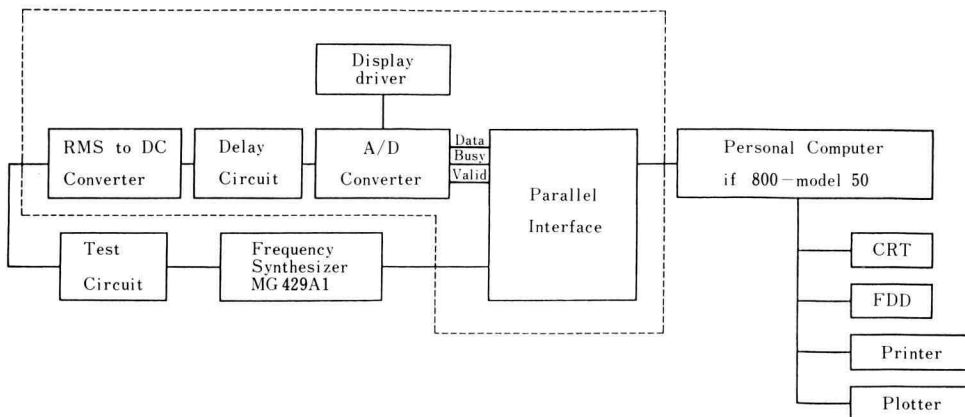 Display
driver
RMS to DC
Converter
Delay
Circuit
A/D
Converter
Data
Busy
Valid
Parallel
Interface
Personal Computer
if 800-model 50
Test
Circuit
Frequency
Synthesizer
MG429A1
CRT
FDD
Printer
Plotter